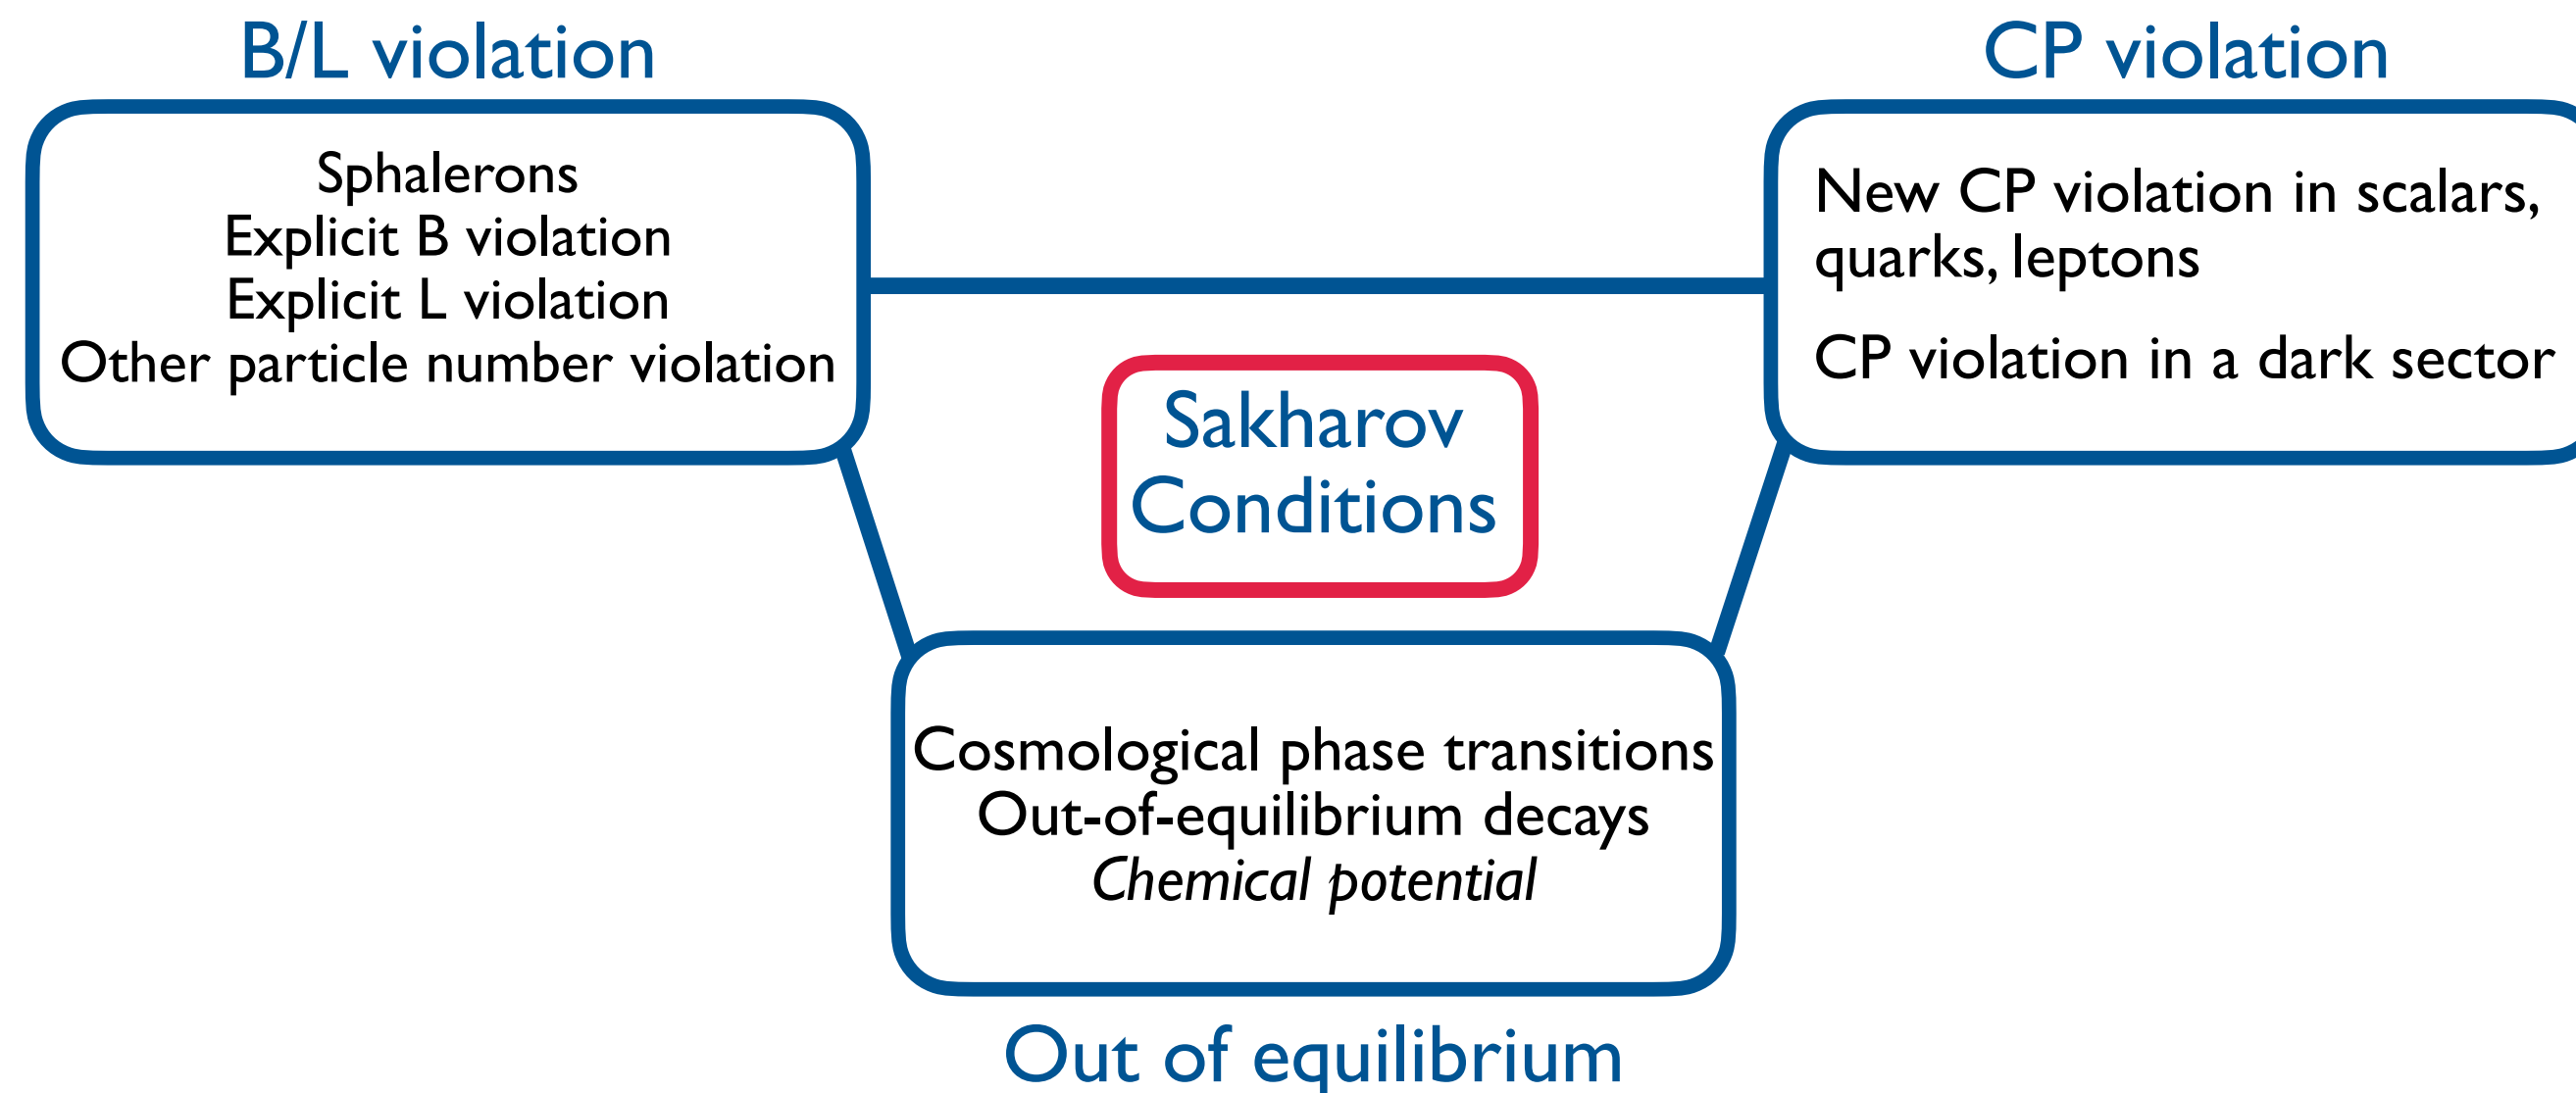 B/L violation
Sphalerons
Explicit B violation
Explicit L violation
Other particle number violation
CP violation
New CP violation in scalars,
quarks, leptons
CP violation in a dark sector
Sakharov
Conditions
Cosmological phase transitions
Out-of-equilibrium decays
Chemical potential
Out of equilibrium